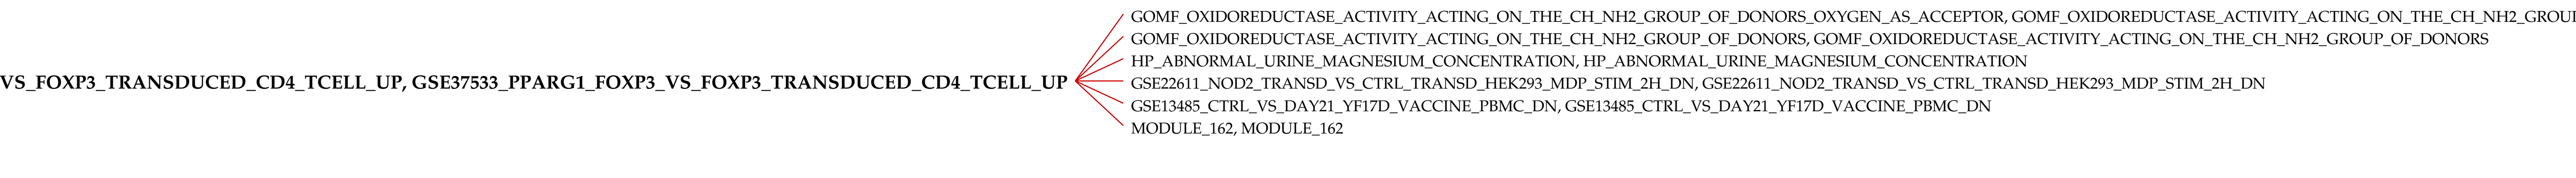 GOMF_OXIDOREDUCTASE_ACTIVITY_ACTING_ON_THE_CH_NH2_GROUP_OF_DONORS_OXYGEN_AS_ACCEPTOR, GOMF_OXIDOREDUCTASE_ACTIVITY_ACTING_ON_THE_CH_NH2_GROU
GOMF_OXIDOREDUCTASE_ACTIVITY_ACTING_ON_THE_CH_NH2_GROUP_OF_DONORS, GOMF_OXIDOREDUCTASE_ACTIVITY_ACTING_ON_THE_CH_NH2_GROUP_OF_DONORS
HP_ABNORMAL_URINE_MAGNESIUM_CONCENTRATION, HP_ABNORMAL_URINE_MAGNESIUM_CONCENTRATION
VS_FOXP3_TRANSDUCED_CD4_TCELL_UP, GSE37533_PPARG1_FOXP3_VS_FOXP3_TRANSDUCED_CD4_TCELL_UP
GSE22611_NOD2_TRANSD_VS_CTRL_TRANSD_HEK293_MDP_STIM_2H_DN, GSE22611_NOD2_TRANSD_VS_CTRL_TRANSD_HEK293_MDP_STIM_2H_DN
GSE13485_CTRL_VS_DAY21_YF17D_VACCINE_PBMC_DN, GSE13485_CTRL_VS_DAY21_YF17D_VACCINE_PBMC_DN
MODULE_162, MODULE_162